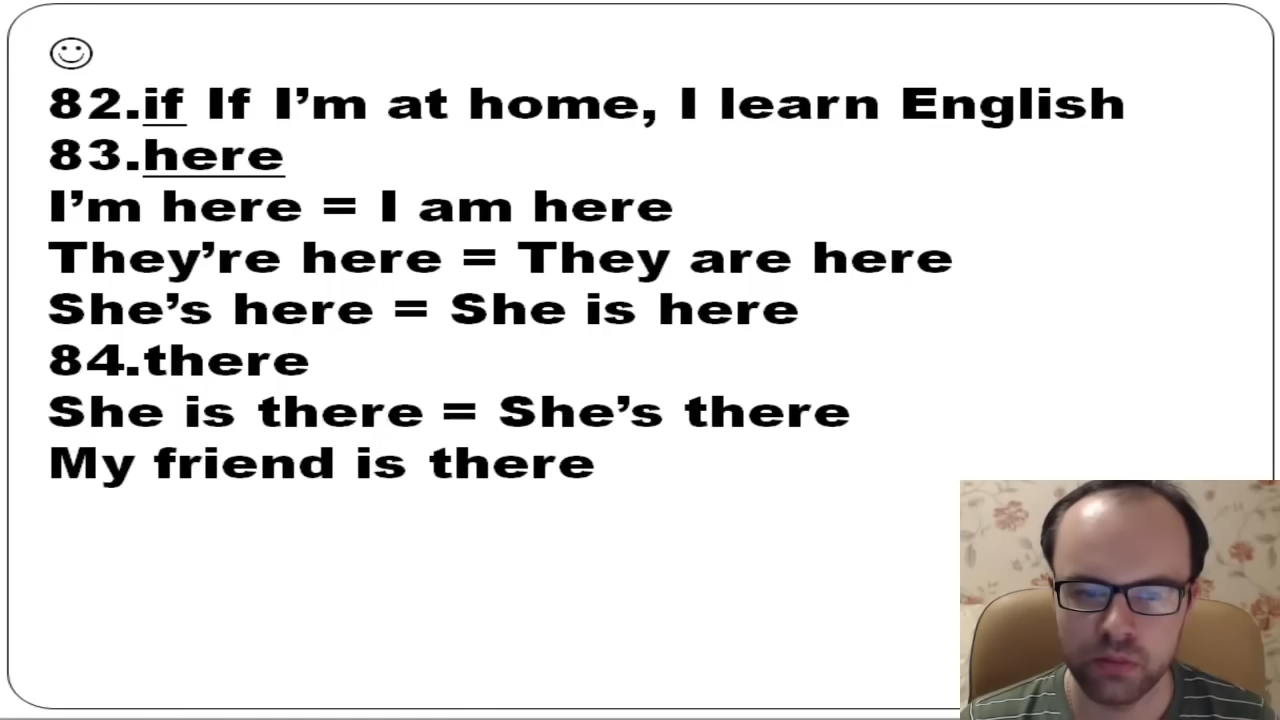 82.if If I’m at home, I learn English
83.here
I’m here = I am here
They’re here = They are here
She’s here = She is here
84.there
She is there = She’s there
My friend is there